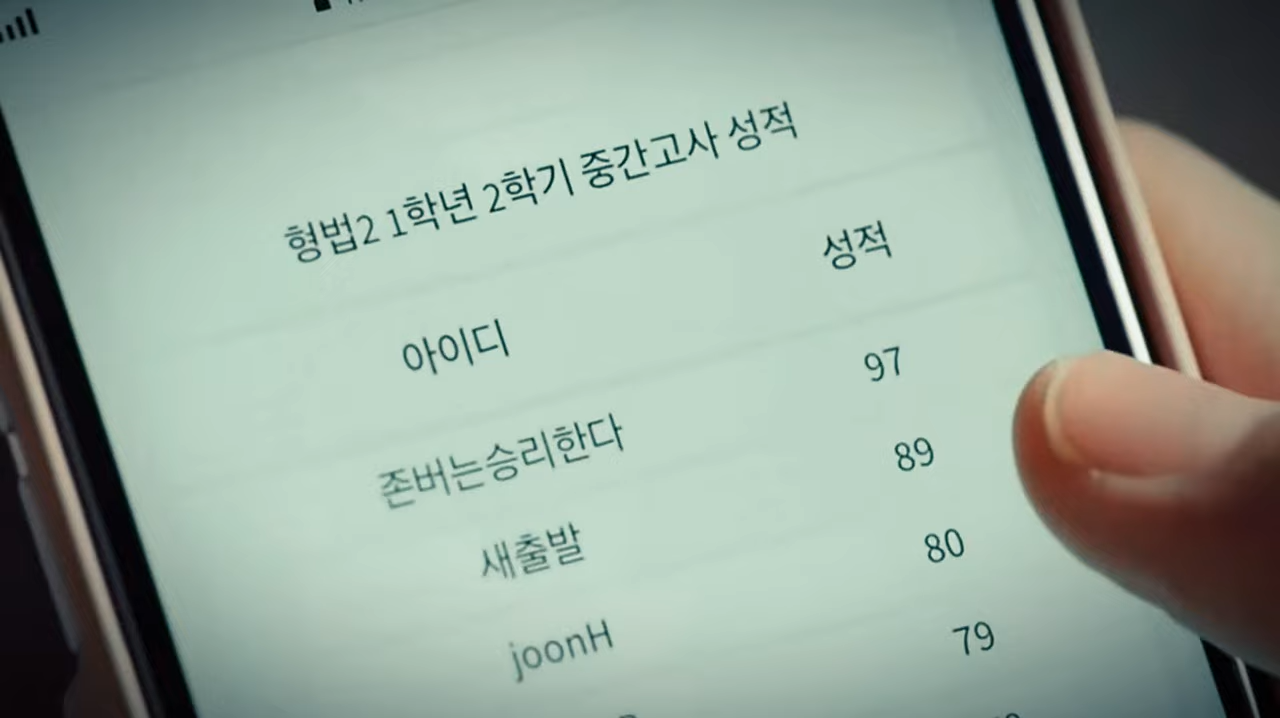 형법2 1학년 2학기 중간고사 성적
아이디 성적
존버는승리한다 97
새출발 89
joonH 80
79